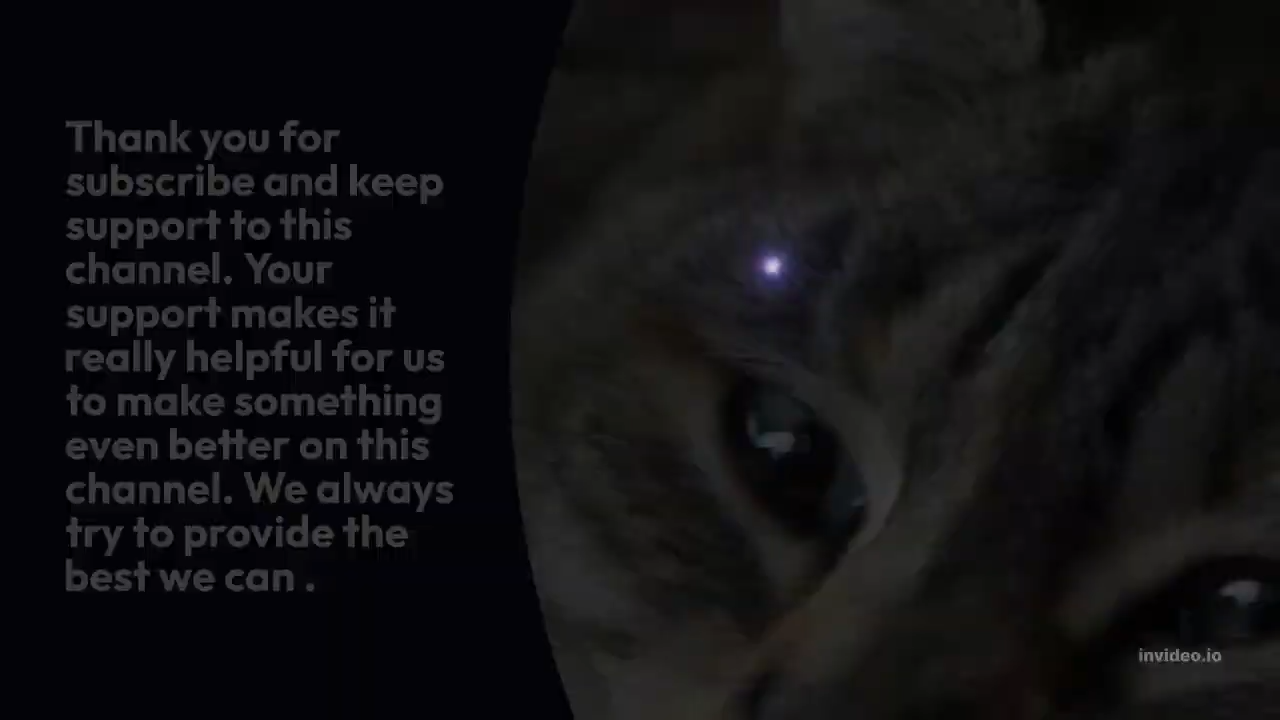 Thank you for
subscribe and keep
support to this
channel. Your
support makes it
really helpful for us
to make something
even better on this
channel. We always
try to provide the
best we can .
invideo.io